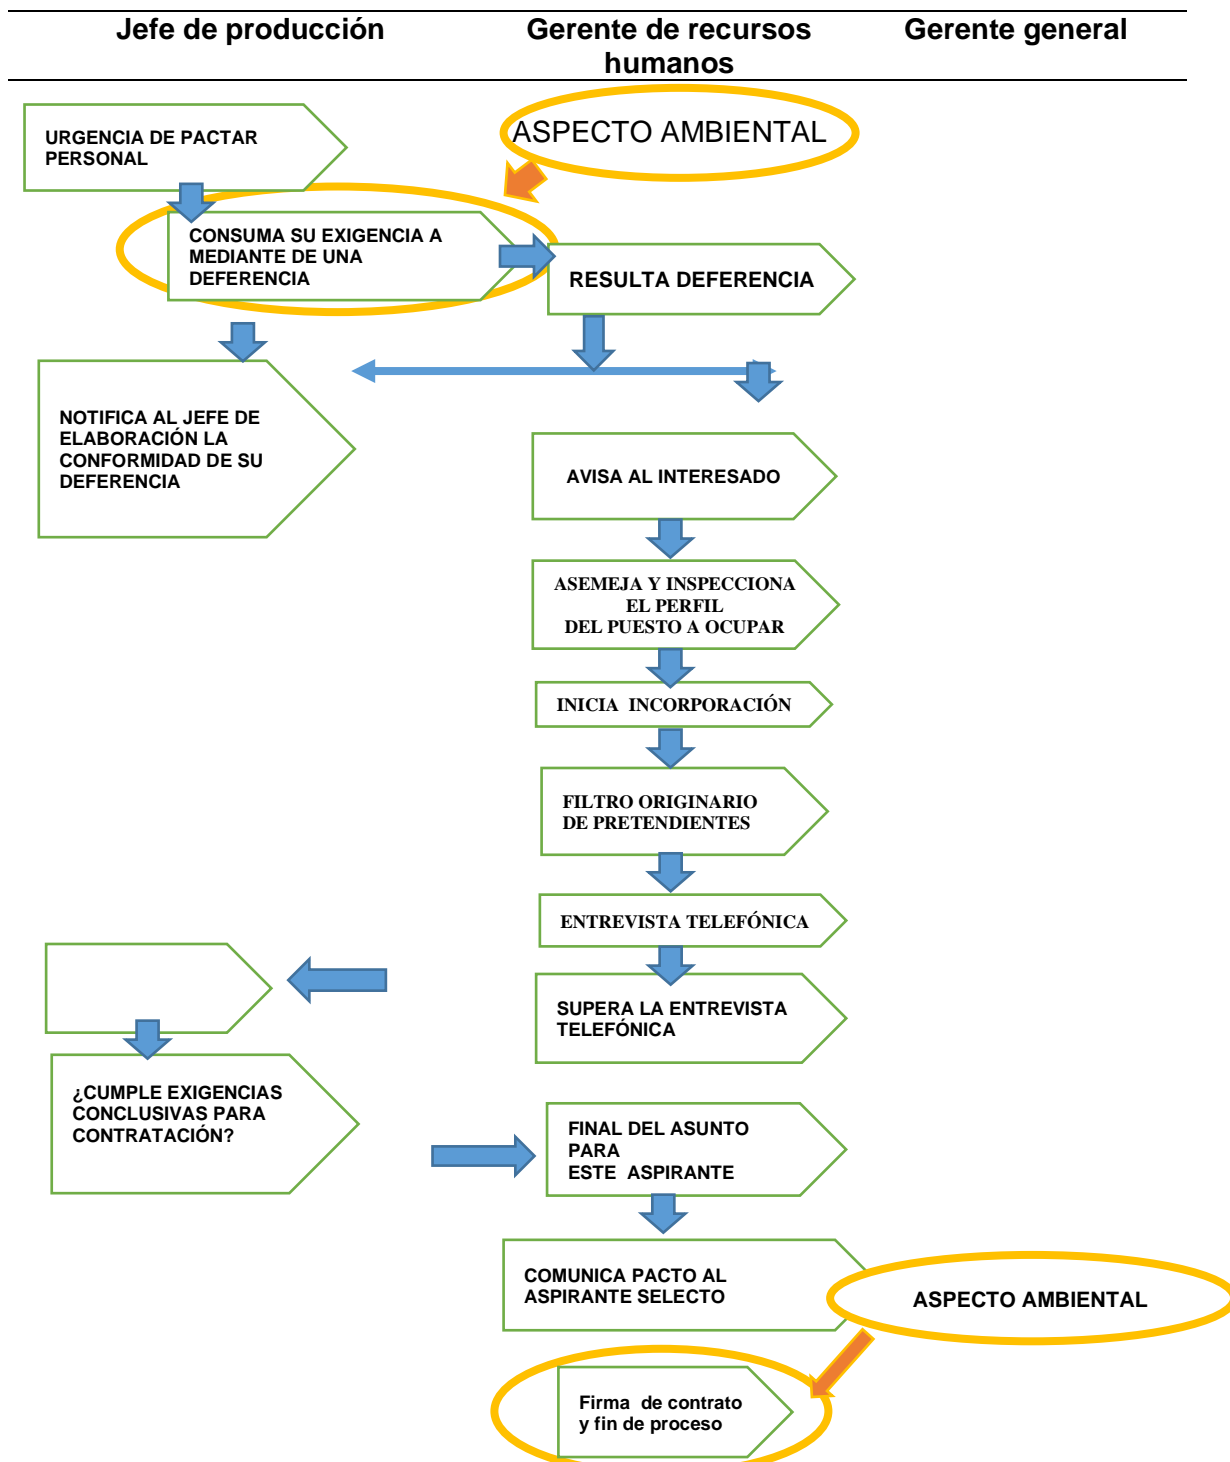 Jefe de producción
Gerente de recursos
humanos
Gerente general
URGENCIA DE PACTAR
PERSONAL
ASPECTO AMBIENTAL
CONSUMA SU EXIGENCIA A
MEDIANTE DE UNA
DEFERENCIA
RESULTA DEFERENCIA
NOTIFICA AL JEFE DE
ELABORACIÓN LA
CONFORMIDAD DE SU
DEFERENCIA
AVISA AL INTERESADO
ASEMEJA Y INSPECCIONA
EL PERFIL
DEL PUESTO A OCUPAR
INICIA INCORPORACIÓN
FILTRO ORIGINARIO
DE PRETENDIENTES
ENTREVISTA TELEFÓNICA
SUPERA LA ENTREVISTA
TELEFÓNICA
¿CUMPLE EXIGENCIAS
CONCLUSIVAS PARA
CONTRATACIÓN?
FINAL DEL ASUNTO
PARA
ESTE ASPIRANTE
COMUNICA PACTO AL
ASPIRANTE SELECTO
ASPECTO AMBIENTAL
Firma de contrato
y fin de proceso